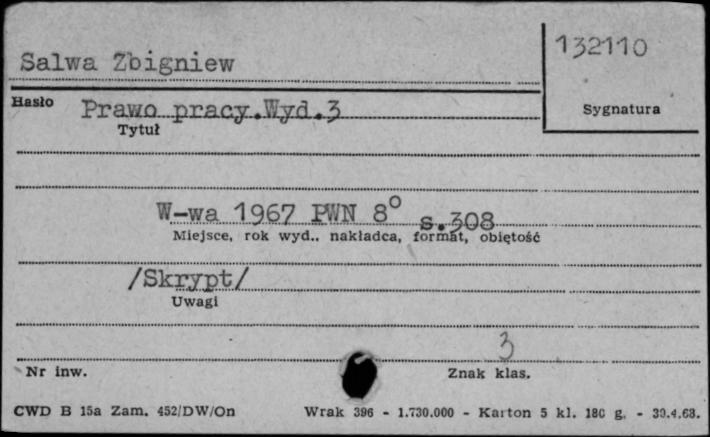 132110
Salwa Zbigniew
Hasło
Prawo pracy.Wyd.3
Sygnatura
Tytuł
W-wa 1967 PWN 8° s.308
Miejsce, rok wyd., nakładca, format, objętość
/Skrypt/
Uwagi
3
Nr inw.
Znak klas.
CWD B 15a Zam. 452/DW/On
Wrak 396 - 1.730.000 - Karton 5 kl. 180 g. - 30.4.63.